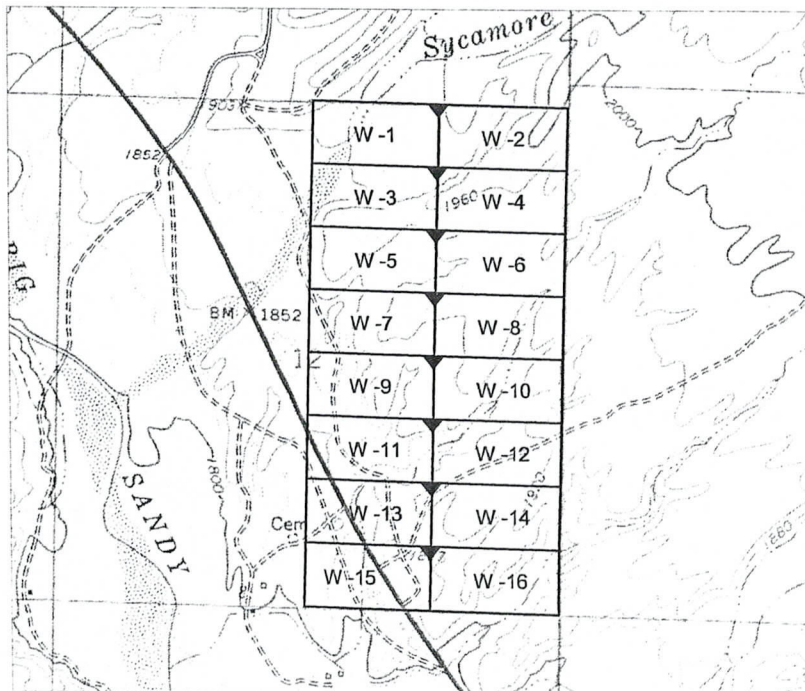 Sycamore
903
2000
W -1
W -2
1852
W -3
1960
W -4
BIG
W -5
W -6
BM × 1852
W -7
W -8
12
W -9
W -10
W -11
W -12
1800
SANDY
Cem
W -13
W -14
W -15
W -16